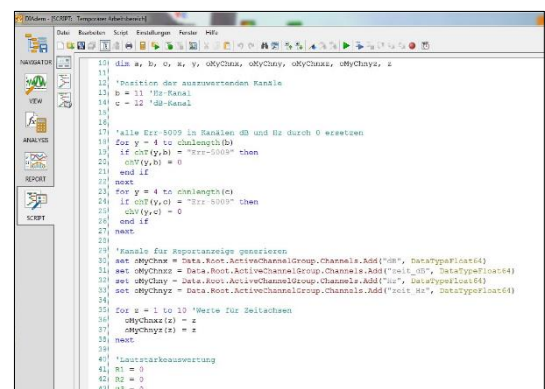 DIAdem - [SCRIPT: Temporärer Arbeitsbereich]
Datei Bearbeiten Script Einstellungen Fenster Hilfe
NAVIGATOR
VIEW
ANALYSIS
REPORT
SCRIPT
10 dim a, b, c, x, y, oMyChnx, oMyChny, oMyChnxz, oMyChnyz, z
11
12 'Position der auszuwertenden Kanäle
13 b = 11 'Hz-Kanal
14 c = 12 'dB-Kanal
15
16
17 'alle Err-5009 in Kanälen dB und Hz durch 0 ersetzen
18 for y = 4 to chnlength(b)
19 if chT(y,b) = "Err-5009" then
20 chV(y,b) = 0
21 end if
22 next
23 for y = 4 to chnlength(c)
24 if chT(y,c) = "Err-5009" then
25 chV(y,c) = 0
26 end if
27 next
28
29 'Kanäle für Reportanzeige generieren
30 set oMyChnx = Data.Root.ActiveChannelGroup.Channels.Add("dB", DataTypeFloat64)
31 set oMyChnxz = Data.Root.ActiveChannelGroup.Channels.Add("zeit_dB", DataTypeFloat64)
32 set oMyChny = Data.Root.ActiveChannelGroup.Channels.Add("Hz", DataTypeFloat64)
33 set oMyChnyz = Data.Root.ActiveChannelGroup.Channels.Add("zeit_Hz", DataTypeFloat64)
34
35 for z = 1 to 10 'Werte für Zeitachsen
36 oMyChnxz(z) = z
37 oMyChnyz(z) = z
38 next
39
40 'Lautstärkeauswertung
41 R1 = 0
42 R2 = 0